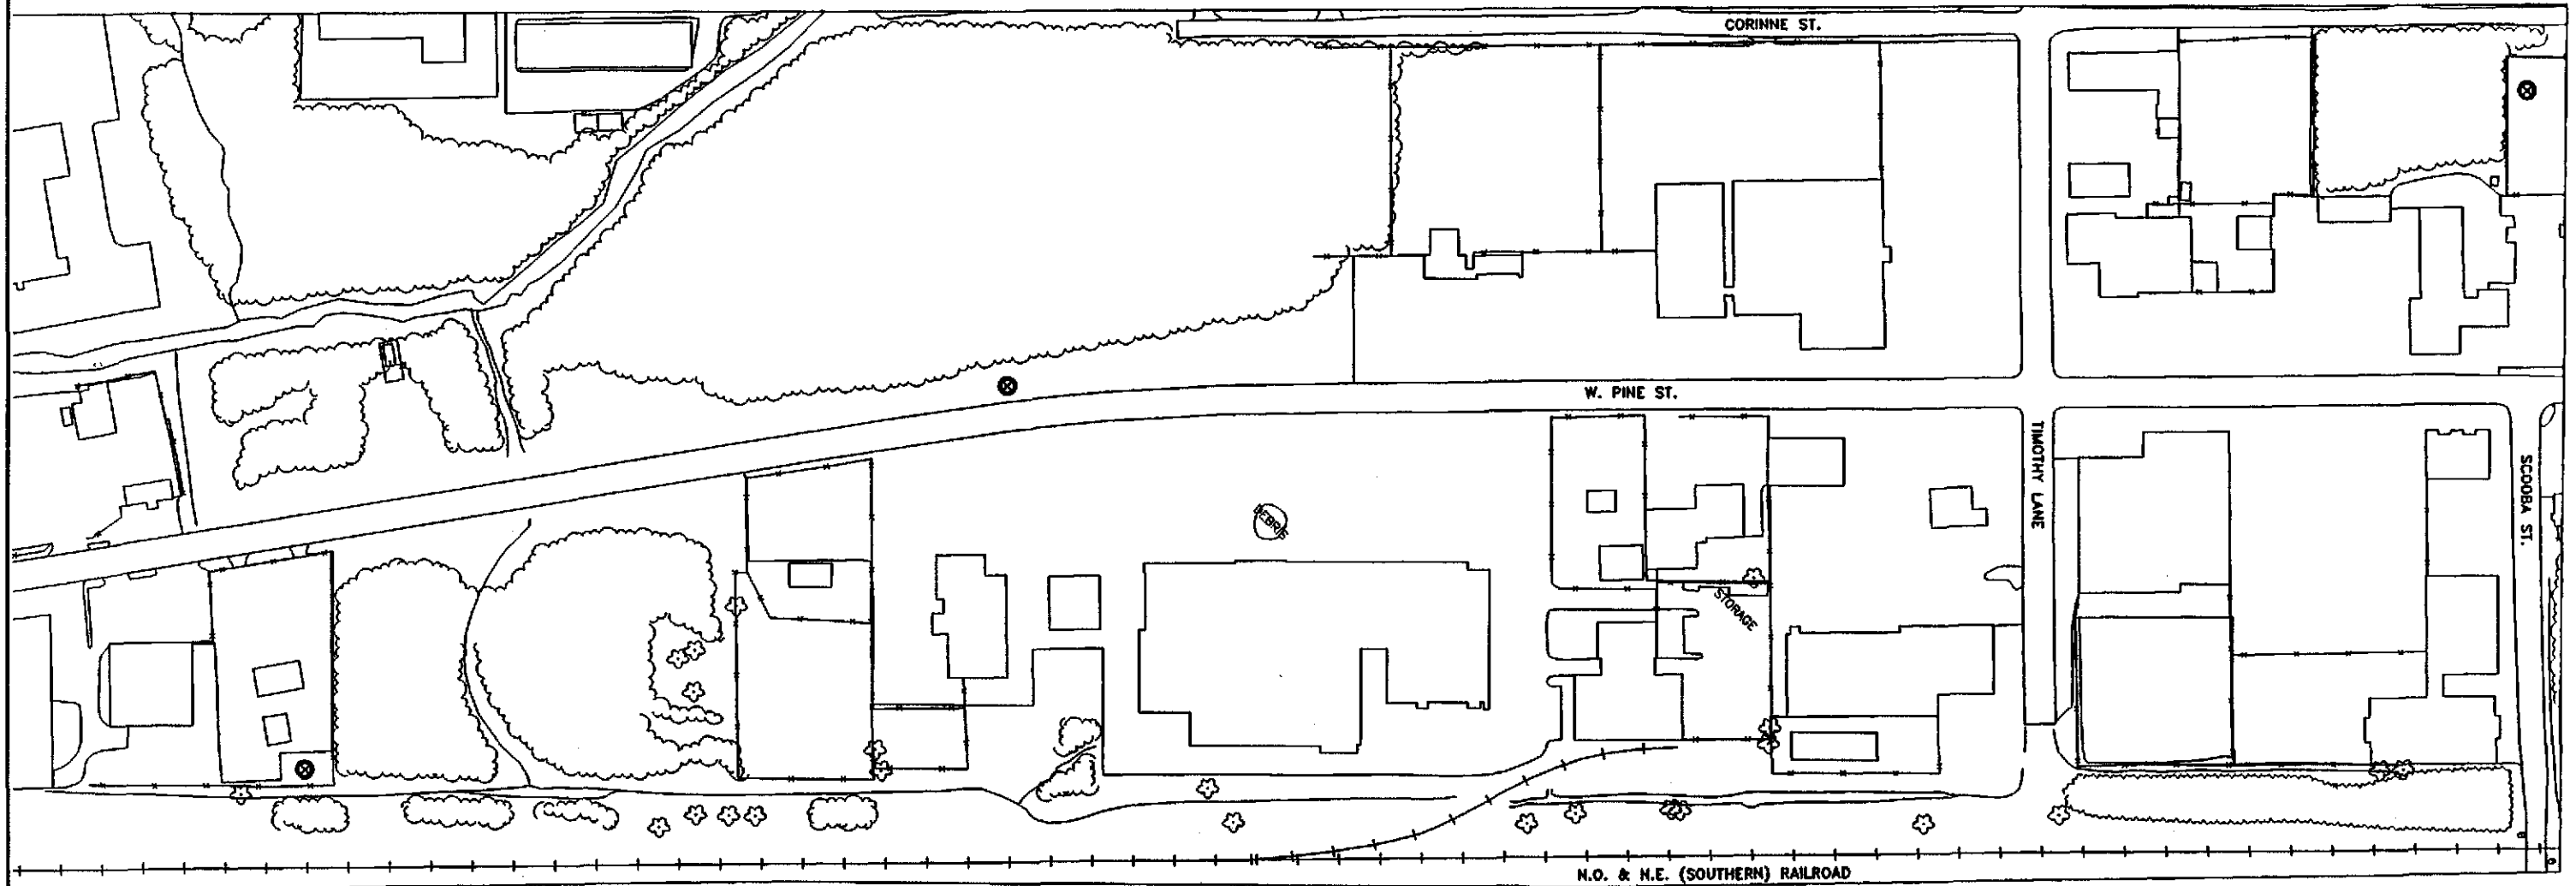 CORINNE ST.
W. PINE ST.
TIMOTHY LANE
SCOOBA ST.
DEBRIS
STORAGE
N.O. & N.E. (SOUTHERN) RAILROAD